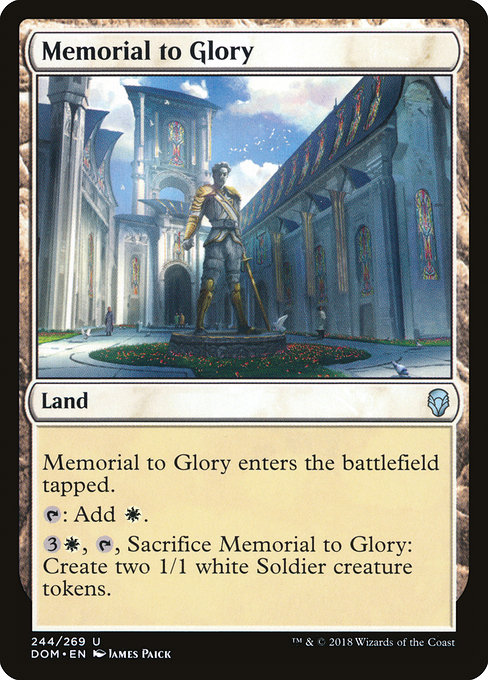 Memorial to Glory
Land
Memorial to Glory enters the battlefield
tapped.
: Add .
3, , Sacrifice Memorial to Glory:
Create two 1/1 white Soldier creature
tokens.
244/269 U
DOM • EN James Paick
™ & © 2018 Wizards of the Coast